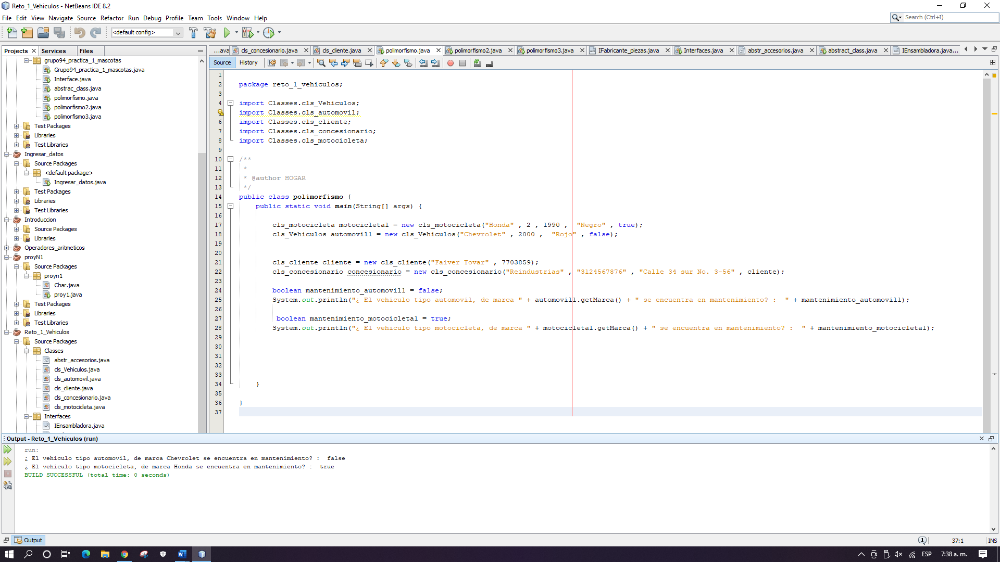 Reto_1_Vehiculos - NetBeans IDE 8.2
File Edit View Navigate Source Refactor Run Debug Profile Team Tools Window Help
Search (Ctrl+I)
<default config>
Projects Services Files
...ava cls_concesionario.java cls_cliente.java polimorfismo.java polimorfismo2.java polimorfismo3.java IFabricante_piezas.java Interfaces.java abstr_accesorios.java abstract_class.java IEnsambladora.java...
Source History
grupo94_practica_1_mascotas
Grupo94_practica_1_mascotas.java
Interface.java
abstrac_class.java
polimorfismo.java
polimorfismo2.java
polimorfismo3.java
Test Packages
Libraries
Test Libraries
Ingresar_datos
Source Packages
<default package>
Ingresar_datos.java
Test Packages
Libraries
Test Libraries
Introduccion
Source Packages
Libraries
Operadores_aritmeticos
proyN1
Source Packages
proyn1
Char.java
proy1.java
Test Packages
Libraries
Test Libraries
Reto_1_Vehiculos
Source Packages
Classes
abstr_accesorios.java
cls_Vehiculos.java
cls_automovil.java
cls_cliente.java
cls_concesionario.java
cls_motocicleta.java
Interfaces
IEnsambladora.java
1
2 package reto_1_vehiculos;
3
4 import Classes.cls_Vehiculos;
import Classes.cls_automovil;
6 import Classes.cls_cliente;
7 import Classes.cls_concesionario;
8 import Classes.cls_motocicleta;
9
10 /**
11 *
12 * @author HOGAR
13 */
14 public class polimorfismo {
15 public static void main(String[] args) {
16
17 cls_motocicleta motocicleta1 = new cls_motocicleta("Honda" , 2 , 1990 , "Negro" , true);
18 cls_Vehiculos automovil1 = new cls_Vehiculos("Chevrolet" , 2000 , "Rojo" , false);
19
20
21 cls_cliente cliente = new cls_cliente("Faiver Tovar" , 7703859);
22 cls_concesionario concesionario = new cls_concesionario("Reindustrias" , "3124567876" , "Calle 34 sur No. 3-56" , cliente);
23
24 boolean mantenimiento_automovil1 = false;
25 System.out.println("¿ El vehiculo tipo automovil, de marca " + automovil1.getMarca() + " se encuentra en mantenimiento? :  " + mantenimiento_automovil1);
26
27 boolean mantenimiento_motocicleta1 = true;
28 System.out.println("¿ El vehiculo tipo motocicleta, de marca " + motocicleta1.getMarca() + " se encuentra en mantenimiento? :  " + mantenimiento_motocicleta1);
29
30
31
32
33
34 }
35
36 }
37
Output - Reto_1_Vehiculos (run)
run:
¿ El vehiculo tipo automovil, de marca Chevrolet se encuentra en mantenimiento? :  false
¿ El vehiculo tipo motocicleta, de marca Honda se encuentra en mantenimiento? :  true
BUILD SUCCESSFUL (total time: 0 seconds)
Output
1 37:1 INS
ESP 7:38 a. m.